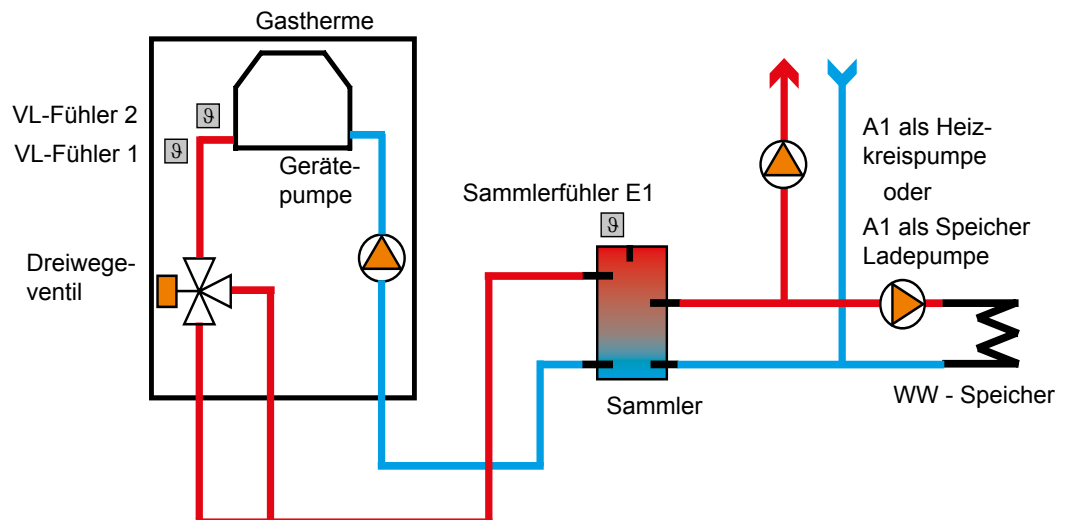 Gastherme
VL-Fühler 2
ϑ
VL-Fühler 1
ϑ
Geräte-
pumpe
Dreiwege-
ventil
Sammlerfühler E1
ϑ
Sammler
A1 als Heiz-
kreispumpe
oder
A1 als Speicher
Ladepumpe
WW - Speicher